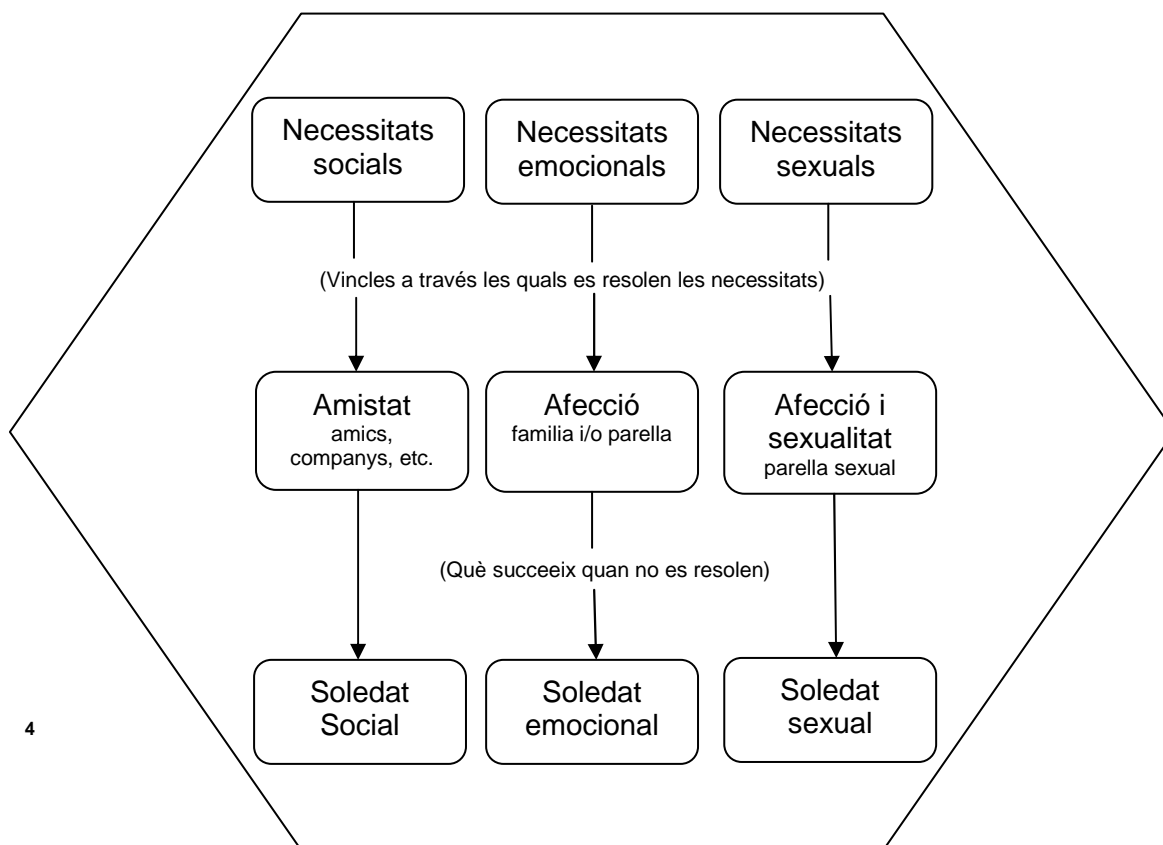 Necessitats
socials
Necessitats
emocionals
Necessitats
sexuals
(Vincles a través les quals es resolen les necessitats)
Amistat
amics,
companys, etc.
Afecció
familia i/o parella
Afecció i
sexualitat
parella sexual
(Què succeeix quan no es resolen)
Soledat
Social
Soledat
emocional
Soledat
sexual
4